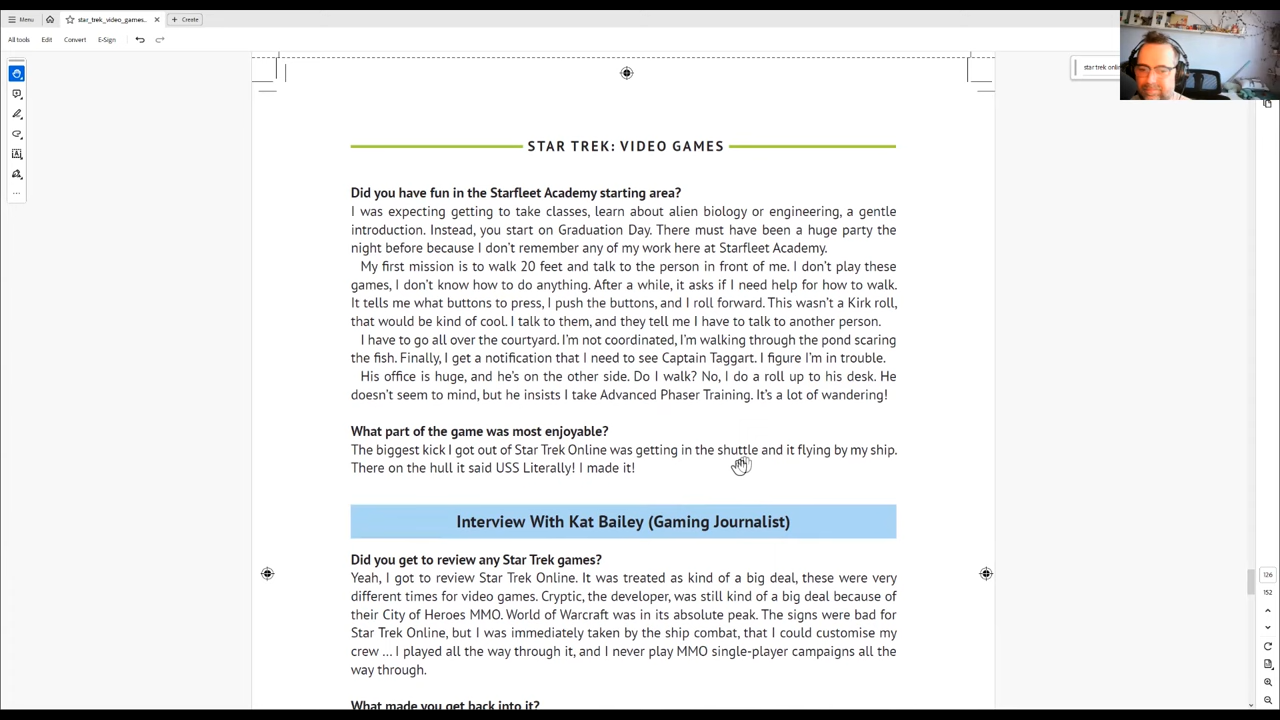 Menu
star_trek_video_games...
Create
All tools
Edit
Convert
E-Sign
star trek onlin
STAR TREK: VIDEO GAMES
Did you have fun in the Starfleet Academy starting area?
I was expecting getting to take classes, learn about alien biology or engineering, a gentle
introduction. Instead, you start on Graduation Day. There must have been a huge party the
night before because I don't remember any of my work here at Starfleet Academy.
My first mission is to walk 20 feet and talk to the person in front of me. I don't play these
games, I don't know how to do anything. After a while, it asks if I need help for how to walk.
It tells me what buttons to press, I push the buttons, and I roll forward. This wasn't a Kirk roll,
that would be kind of cool. I talk to them, and they tell me I have to talk to another person.
I have to go all over the courtyard. I'm not coordinated, I'm walking through the pond scaring
the fish. Finally, I get a notification that I need to see Captain Taggart. I figure I'm in trouble.
His office is huge, and he's on the other side. Do I walk? No, I do a roll up to his desk. He
doesn't seem to mind, but he insists I take Advanced Phaser Training. It's a lot of wandering!
What part of the game was most enjoyable?
The biggest kick I got out of Star Trek Online was getting in the shuttle and it flying by my ship.
There on the hull it said USS Literally! I made it!
Interview With Kat Bailey (Gaming Journalist)
Did you get to review any Star Trek games?
Yeah, I got to review Star Trek Online. It was treated as kind of a big deal, these were very
different times for video games. Cryptic, the developer, was still kind of a big deal because of
their City of Heroes MMO. World of Warcraft was in its absolute peak. The signs were bad for
Star Trek Online, but I was immediately taken by the ship combat, that I could customise my
crew ... I played all the way through it, and I never play MMO single-player campaigns all the
way through.
What made you get back into it?
126
152